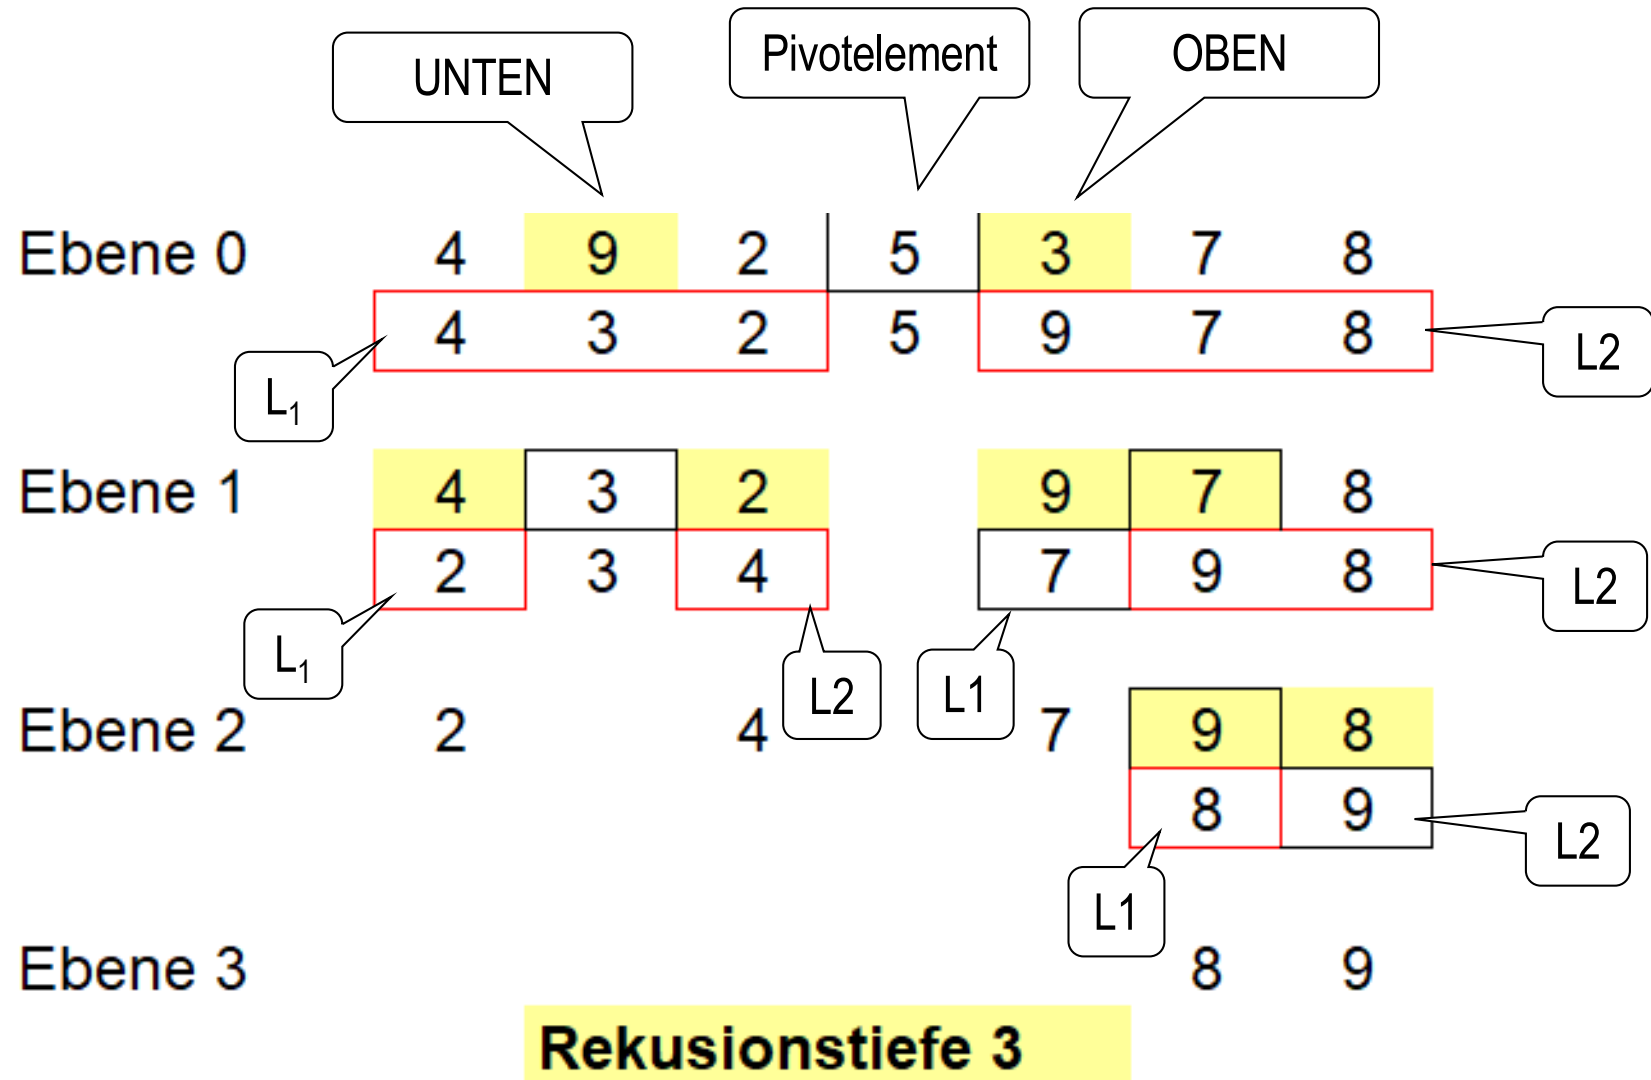 UNTEN Pivotelement OBEN
Ebene 0 4 9 2 5 3 7 8
4 3 2 5 9 7 8
L₁ L2
Ebene 1 4 3 2 9 7 8
2 3 4 7 9 8
L2
L₁ L2 L1
Ebene 2 2 4 7 9 8
8 9
L2
L1
Ebene 3 8 9
Rekusionstiefe 3